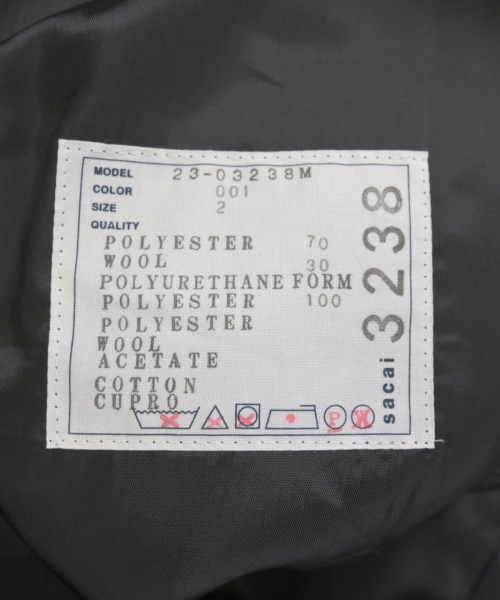 MODEL 23-03238M
COLOR 001
SIZE 2
QUALITY
POLYESTER 70
WOOL 30
POLYURETHANE FORM
POLYESTER 100
POLYESTER
WOOL
ACETATE
COTTON
CUPRO
P W
sacai 3238